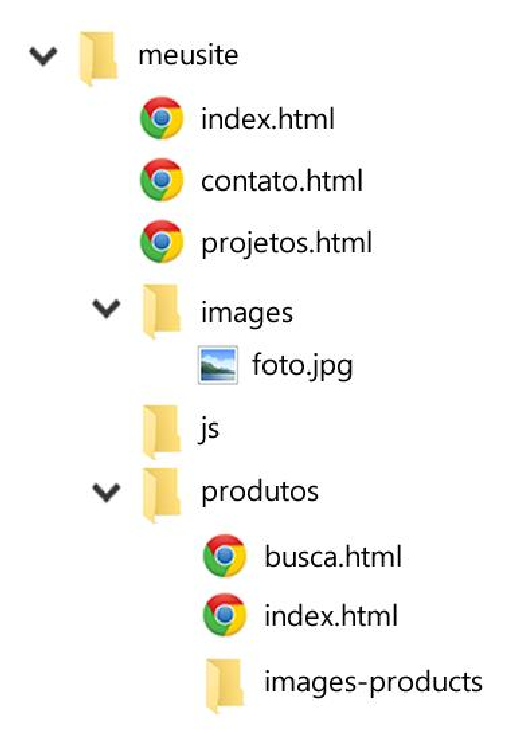 meusite
index.html
contato.html
projetos.html
images
foto.jpg
js
produtos
busca.html
index.html
images-products